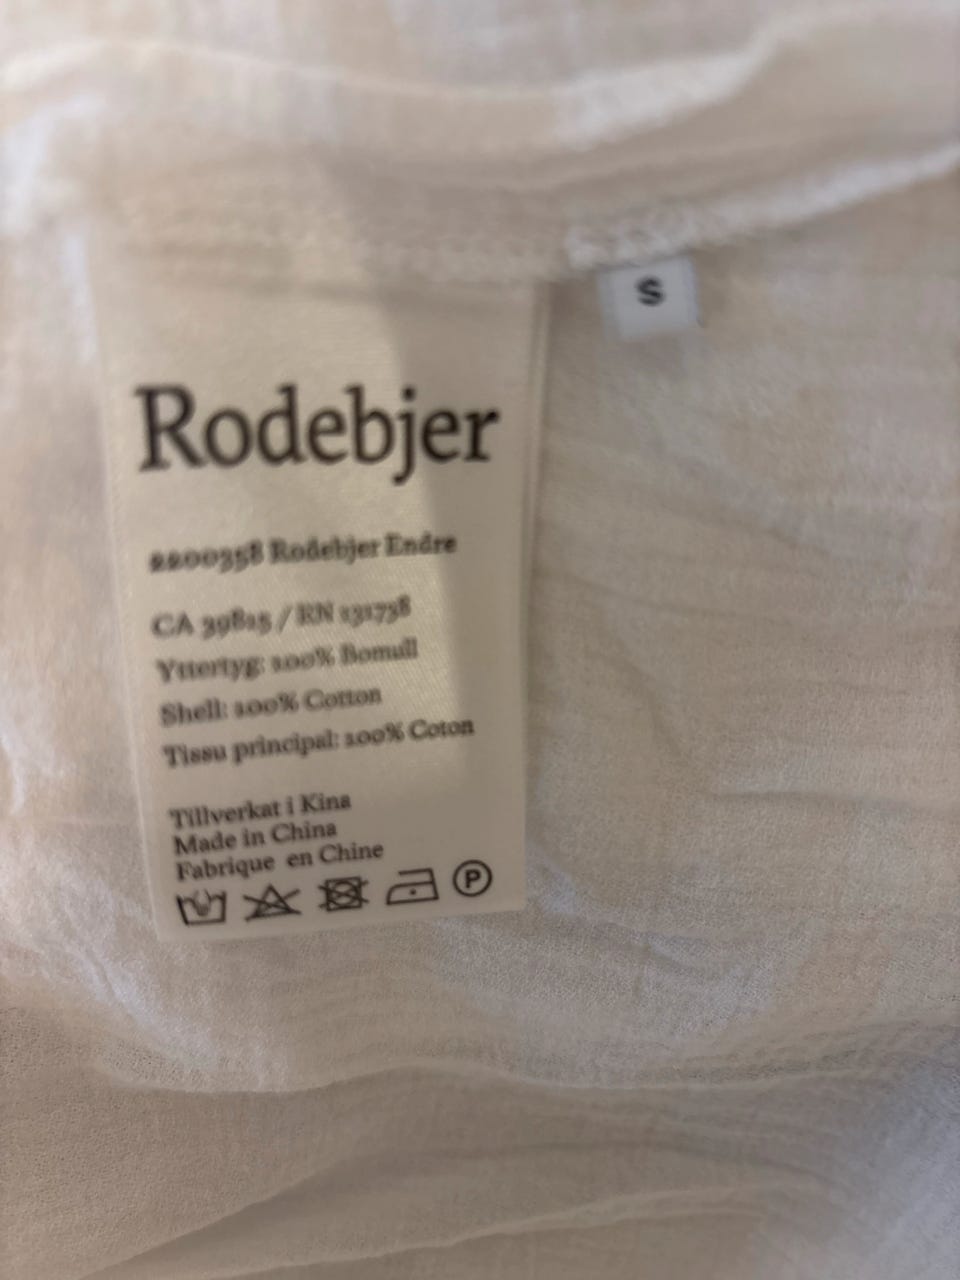 S
Rodebjer
2200358 Rodebjer Endre
CA 39815 / RN 131738
Yttertyg: 100% Bomull
Shell: 100% Cotton
Tissu principal: 100% Coton
Tillverkat i Kina
Made in China
Fabrique en Chine
P